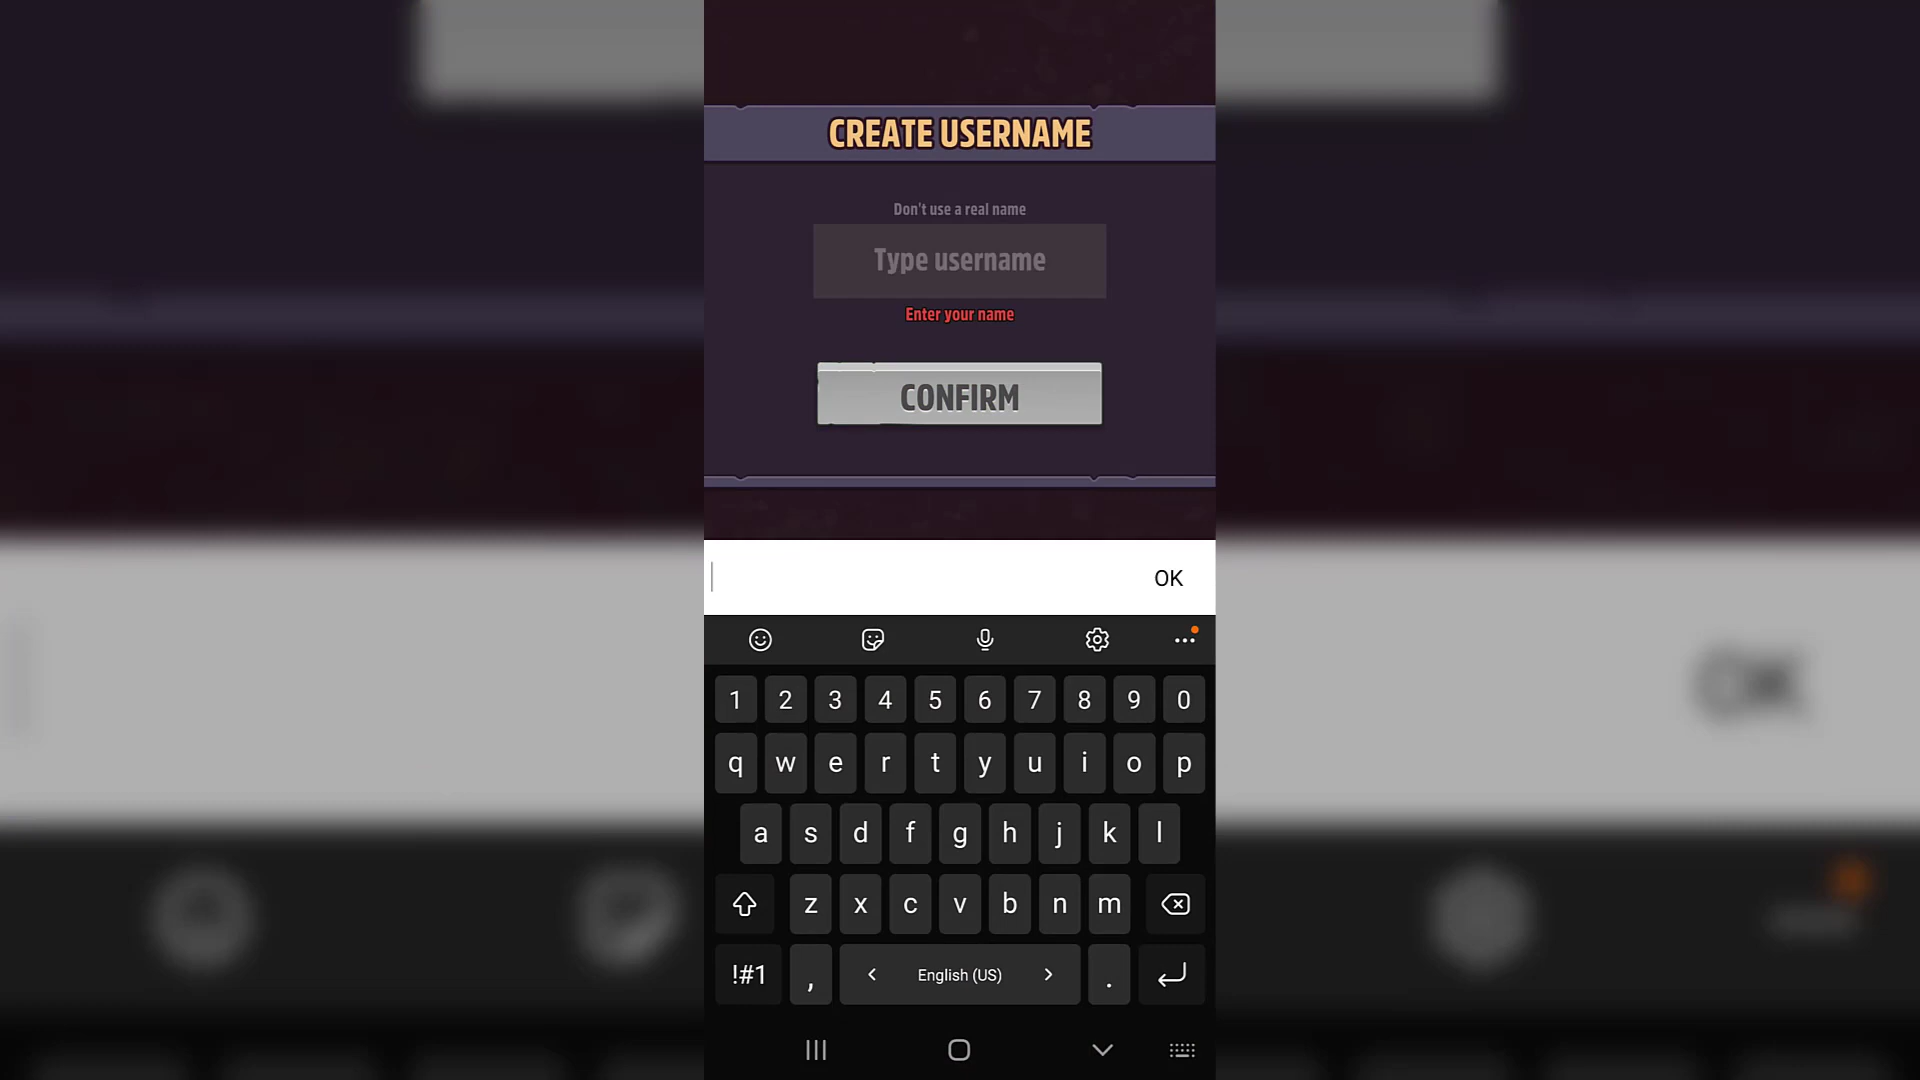 CREATE USERNAME
Don't use a real name
Type username
Enter your name
CONFIRM
OK
1 2 3 4 5 6 7 8 9 0
q w e r t y u i o p
a s d f g h j k l
z x c v b n m
!#1 , < English (US) > .